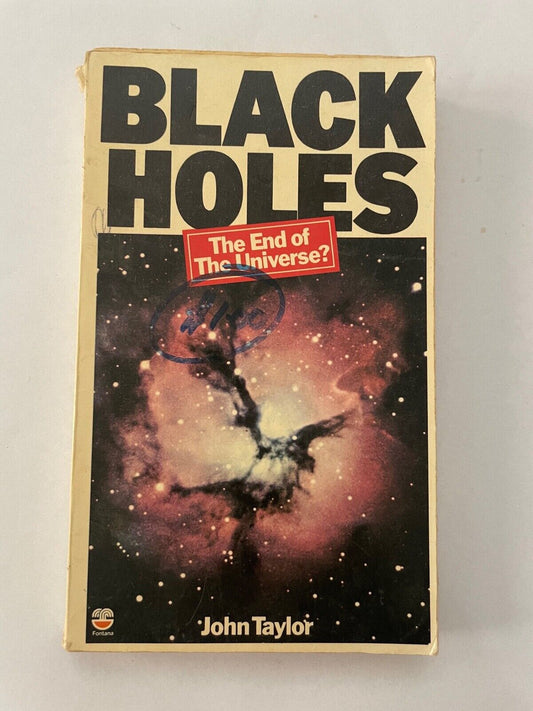 BLACK
HOLES
The End of
The Universe?
John Taylor
Fontana